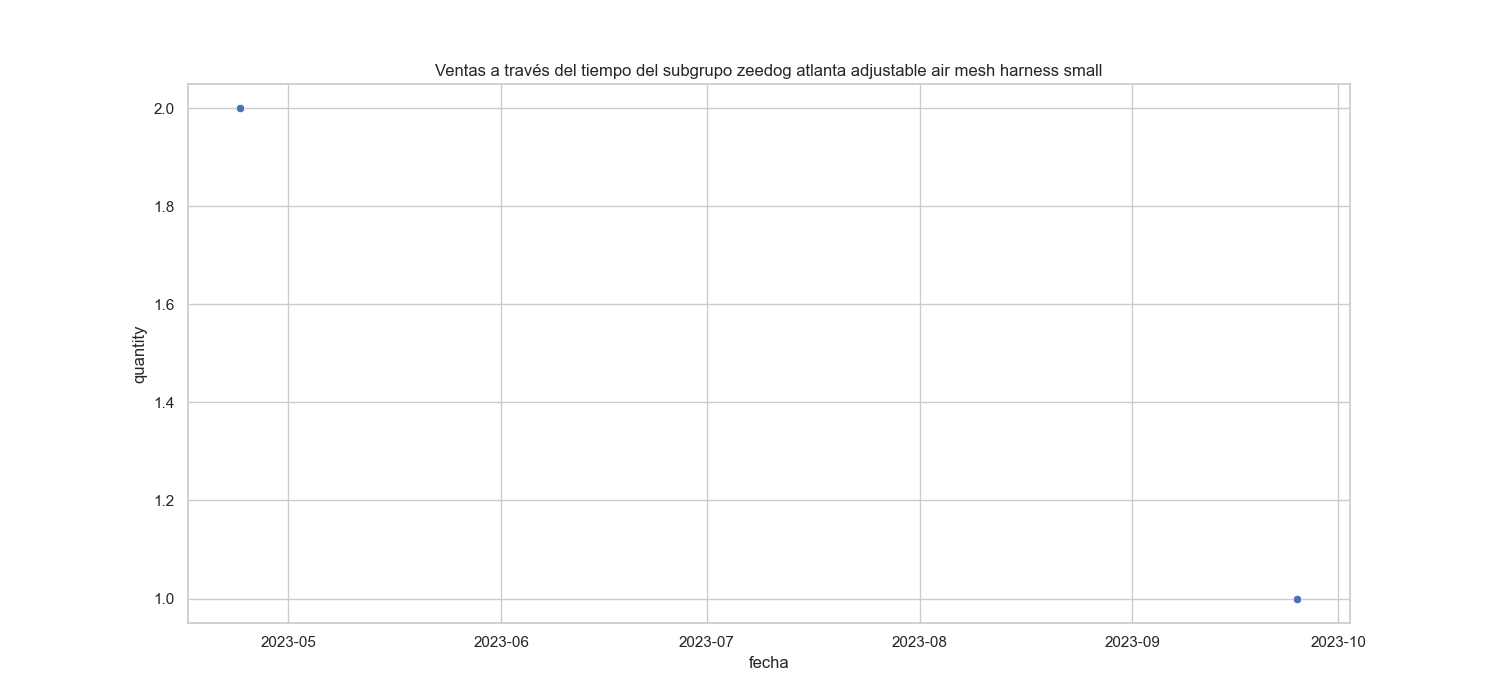 Ventas a través del tiempo del subgrupo zeedog atlanta adjustable air mesh harness small
2.0
1.8
1.6
1.4
1.2
1.0
quantity
2023-05 2023-06 2023-07 2023-08 2023-09 2023-10
fecha